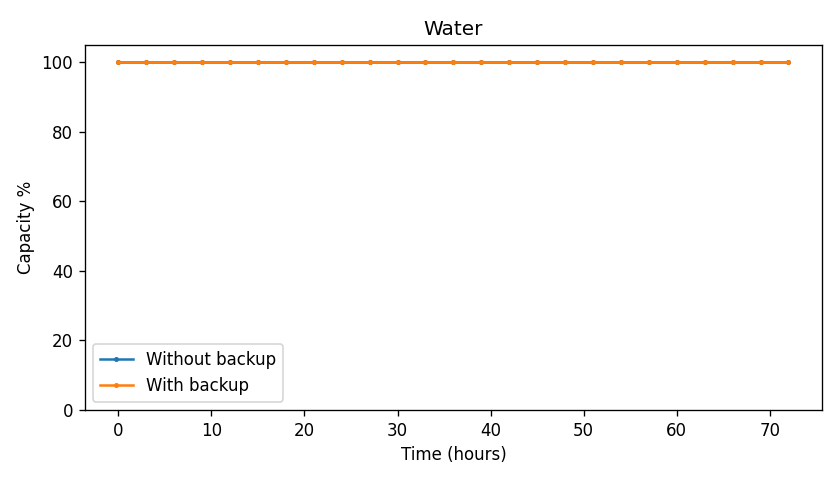 Water
Capacity %
100
80
60
40
20
0
Without backup
With backup
0 10 20 30 40 50 60 70
Time (hours)